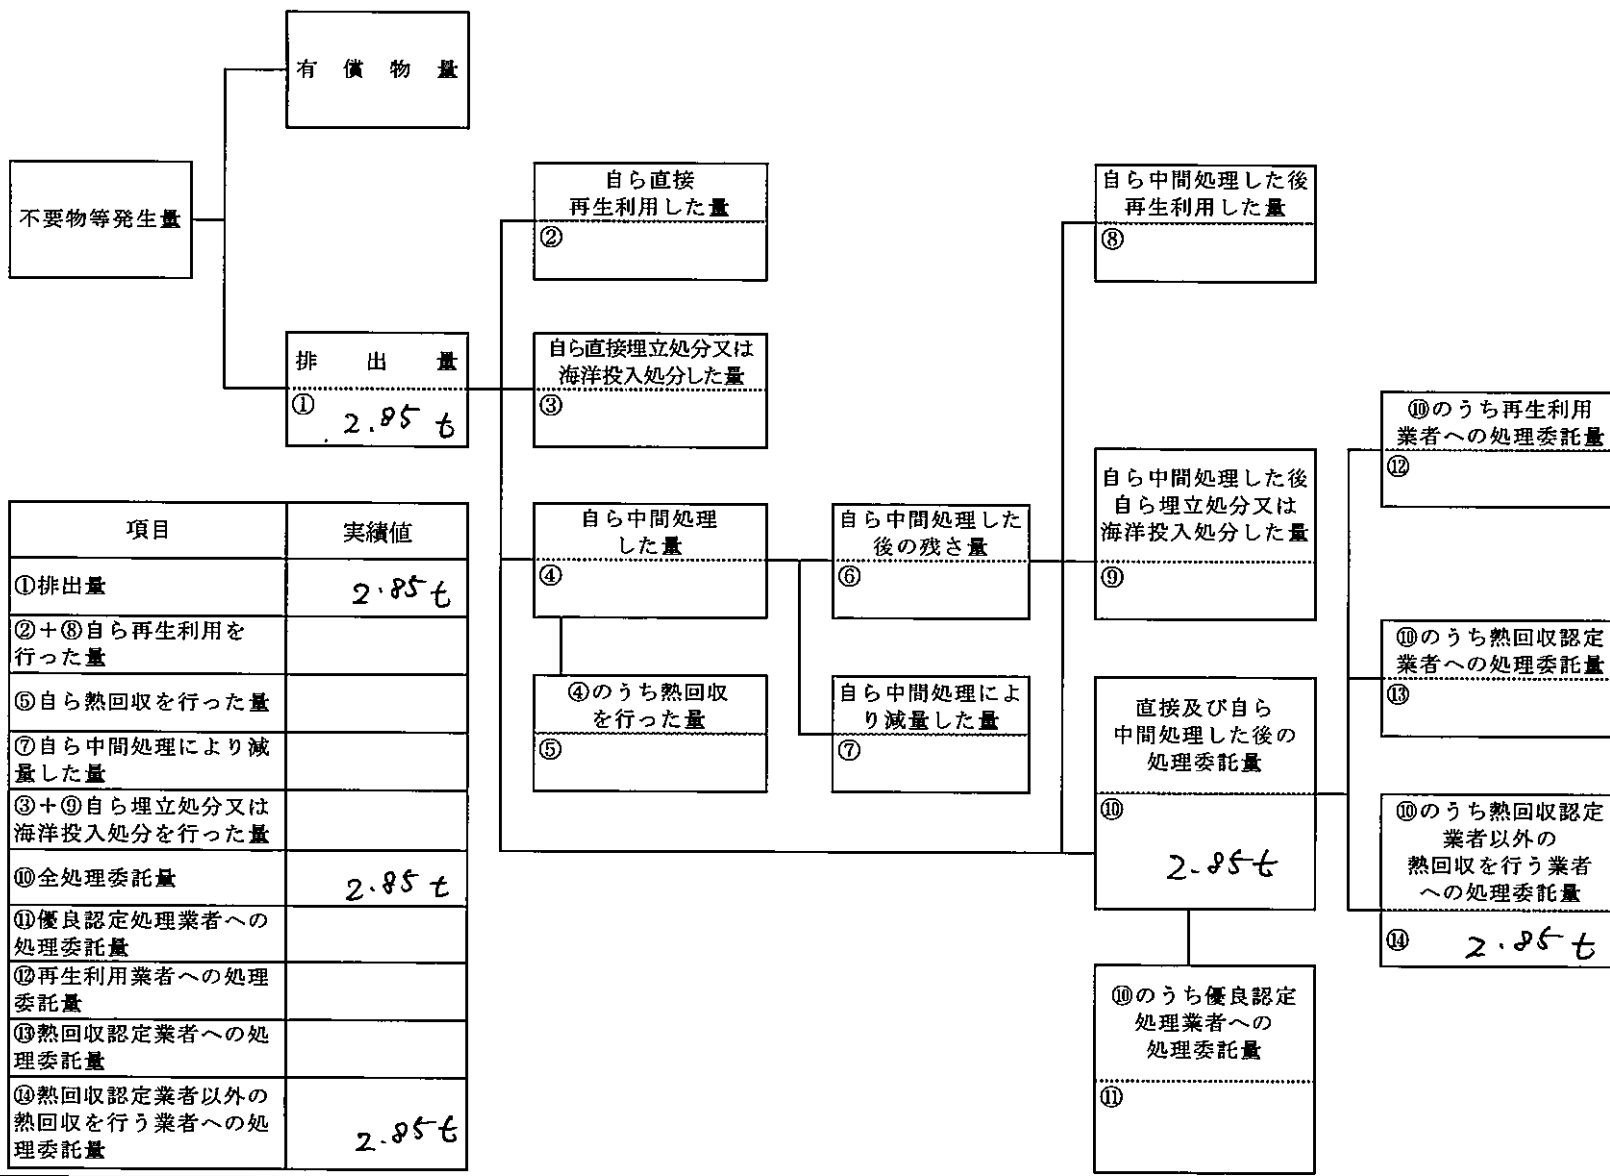 有償物量
不要物等発生量
排出量
①
2.85 t
自ら直接
再生利用した量
②
自ら直接埋立処分又は
海洋投入処分した量
③
自ら中間処理
した量
④
④のうち熱回収
を行った量
⑤
自ら中間処理した
後の残さ量
⑥
自ら中間処理によ
り減量した量
⑦
自ら中間処理した後
再生利用した量
⑧
自ら中間処理した後
自ら埋立処分又は
海洋投入処分した量
⑨
直接及び自ら
中間処理した後の
処理委託量
⑩
2.85 t
⑩のうち優良認定
処理業者への
処理委託量
⑪
⑩のうち再生利用
業者への処理委託量
⑫
⑩のうち熱回収認定
業者への処理委託量
⑬
⑩のうち熱回収認定
業者以外の
熱回収を行う業者
への処理委託量
⑭ 2.85 t
項目 実績値
①排出量 2.85 t
②+⑧自ら再生利用を
行った量
⑤自ら熱回収を行った量
⑦自ら中間処理により減
量した量
③+⑨自ら埋立処分又は
海洋投入処分を行った量
⑩全処理委託量 2.85 t
⑪優良認定処理業者への
処理委託量
⑫再生利用業者への処理
委託量
⑬熱回収認定業者への処
理委託量
⑭熱回収認定業者以外の
熱回収を行う業者への処
理委託量 2.85 t